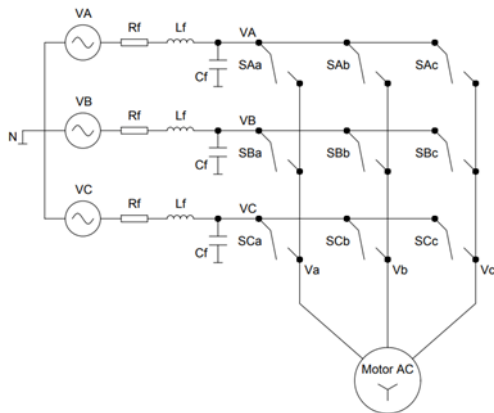 VA
Rf
Lf
VA
SAa
SAb
SAc
Cf
VB
Rf
Lf
VB
N
SBa
SBb
SBc
Cf
VC
Rf
Lf
VC
SCa
SCb
SCc
Cf
Va
Vb
Vc
Motor AC